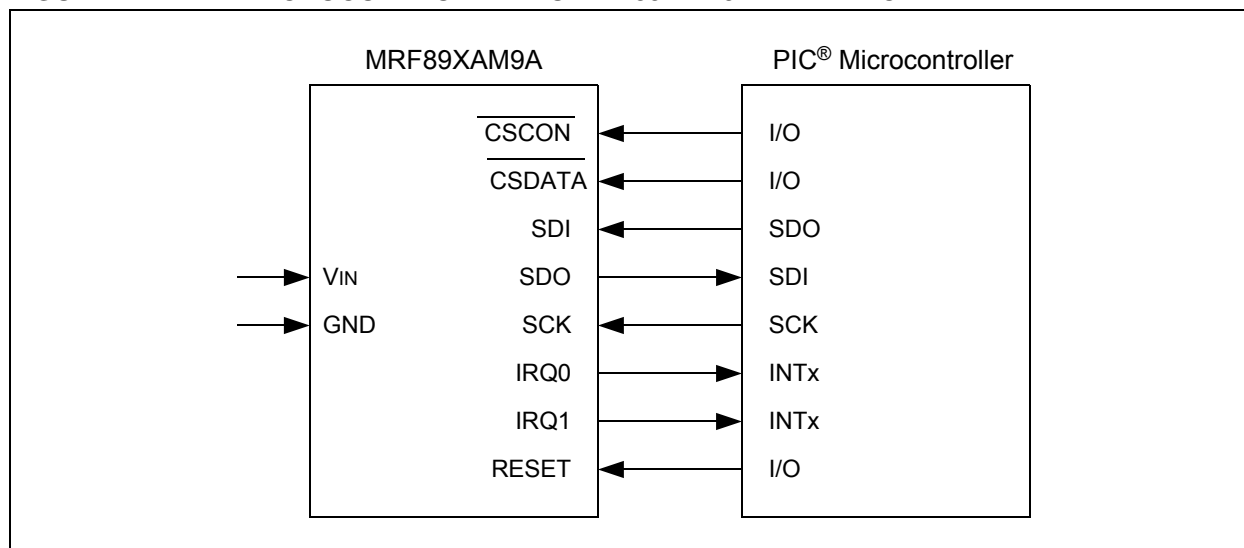 MRF89XAM9A PIC® Microcontroller
CSCON I/O
CSDATA I/O
SDI SDO
VIN SDO SDI
GND SCK SCK
IRQ0 INTx
IRQ1 INTx
RESET I/O